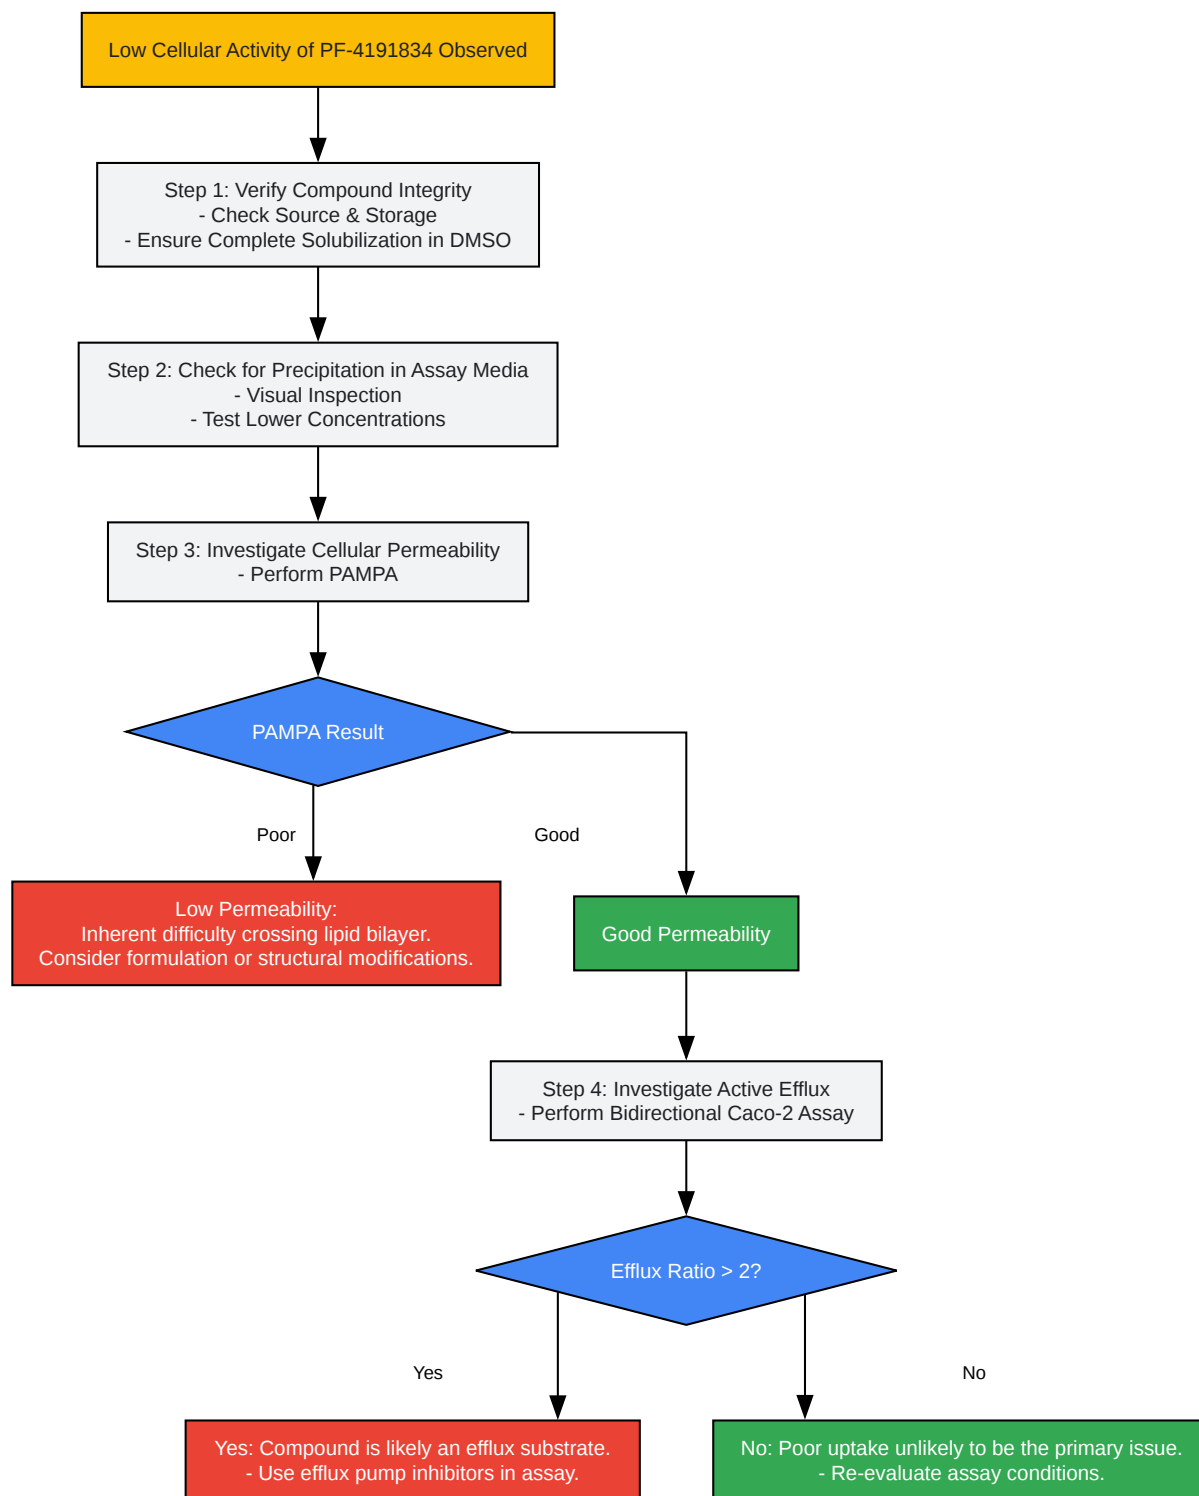 Low Cellular Activity of PF-4191834 Observed
Step 1: Verify Compound Integrity
- Check Source & Storage
- Ensure Complete Solubilization in DMSO
Step 2: Check for Precipitation in Assay Media
- Visual Inspection
- Test Lower Concentrations
Step 3: Investigate Cellular Permeability
- Perform PAMPA
PAMPA Result
Poor
Good
Low Permeability:
Inherent difficulty crossing lipid bilayer.
Consider formulation or structural modifications.
Good Permeability
Step 4: Investigate Active Efflux
- Perform Bidirectional Caco-2 Assay
Efflux Ratio > 2?
Yes
No
Yes: Compound is likely an efflux substrate.
- Use efflux pump inhibitors in assay.
No: Poor uptake unlikely to be the primary issue.
- Re-evaluate assay conditions.